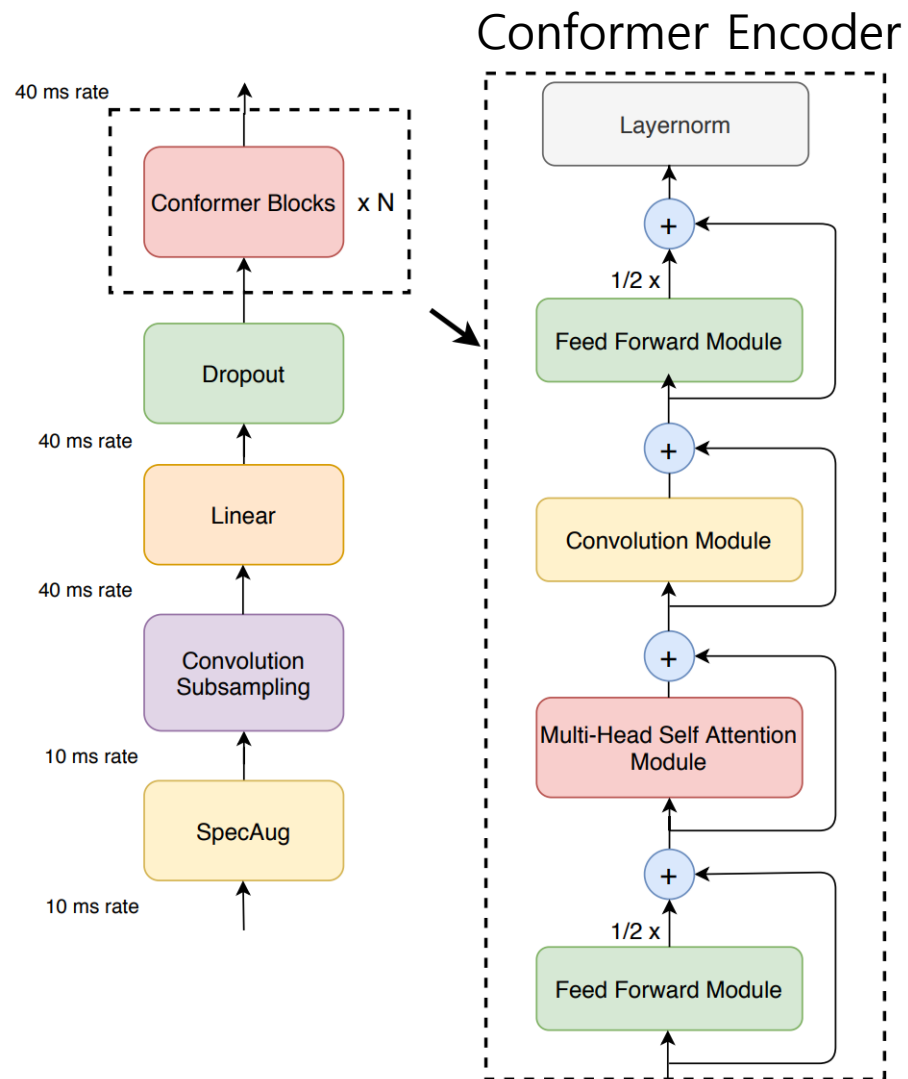 Conformer Encoder
40 ms rate
Conformer Blocks
x N
Dropout
40 ms rate
Linear
40 ms rate
Convolution
Subsampling
10 ms rate
SpecAug
10 ms rate
Layernorm
+
1/2 x
Feed Forward Module
+
Convolution Module
+
Multi-Head Self Attention
Module
+
1/2 x
Feed Forward Module